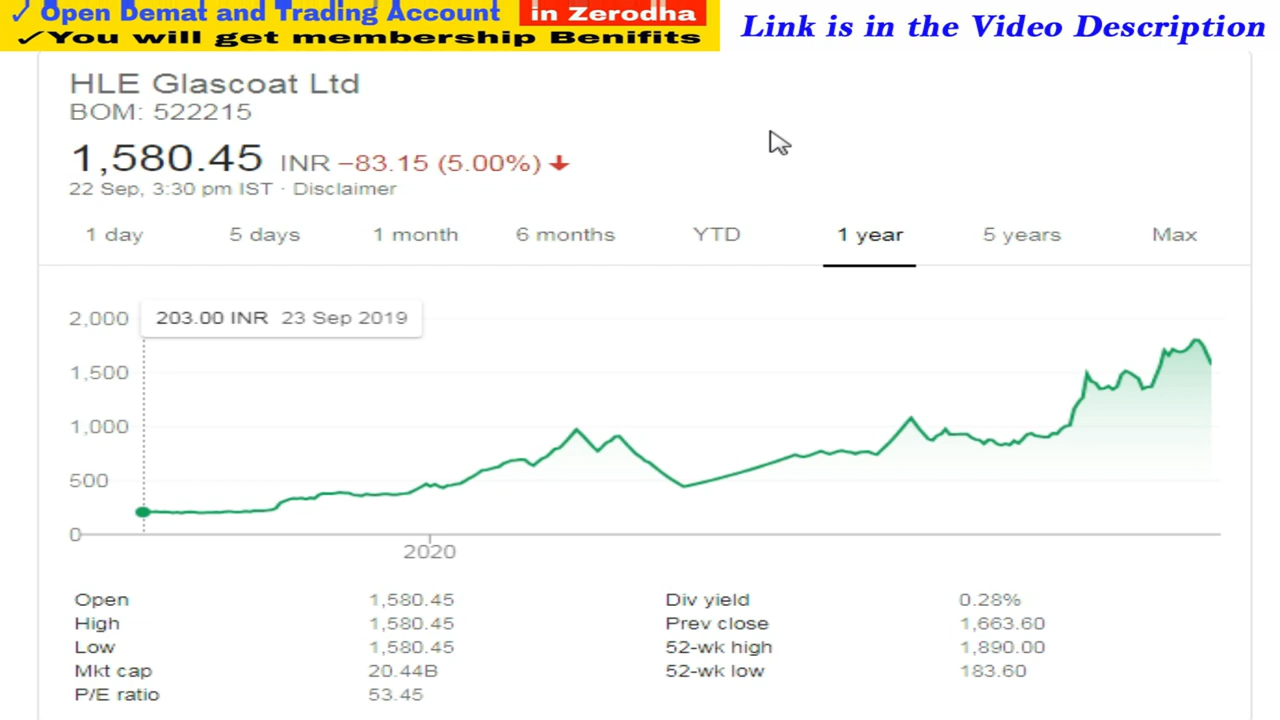 ✓ Open Demat and Trading Account in Zerodha
✓You will get membership Benifits
Link is in the Video Description
HLE Glascoat Ltd
BOM: 522215
1,580.45 INR −83.15 (5.00%) ↓
22 Sep, 3:30 pm IST · Disclaimer
1 day 5 days 1 month 6 months YTD 1 year 5 years Max
203.00 INR 23 Sep 2019
2,000
1,500
1,000
500
0
2020
Open 1,580.45 Div yield 0.28%
High 1,580.45 Prev close 1,663.60
Low 1,580.45 52-wk high 1,890.00
Mkt cap 20.44B 52-wk low 183.60
P/E ratio 53.45